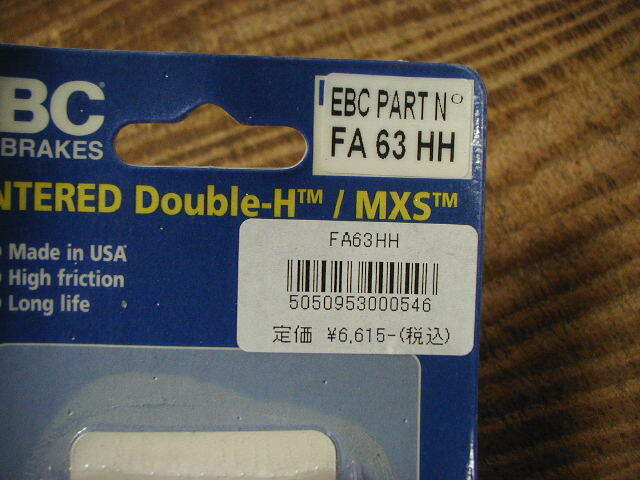 BC
BRAKES
EBC PART Nº
FA 63 HH
NTERED Double-H™ / MXS™
Made in USA
High friction
Long life
FA63HH
5050953000546
定価 ¥6,615-(税込)